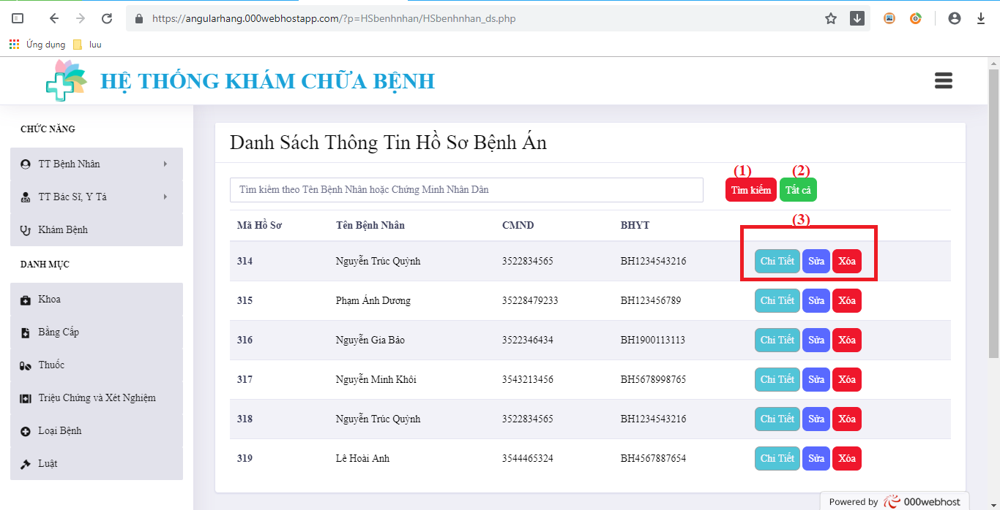 https://angularhang.000webhostapp.com/?p=HSbenhnhan/HSbenhnhan_ds.php
Ứng dụng luu
HỆ THỐNG KHÁM CHỮA BỆNH
CHỨC NĂNG
TT Bệnh Nhân
TT Bác Sĩ, Y Tá
Khám Bệnh
DANH MỤC
Khoa
Bằng Cấp
Thuốc
Triệu Chứng và Xét Nghiệm
Loại Bệnh
Luật
Danh Sách Thông Tin Hồ Sơ Bệnh Án
(1) (2)
Tìm kiếm theo Tên Bệnh Nhân hoặc Chứng Minh Nhân Dân Tìm kiếm Tất cả
(3)
Mã Hồ Sơ Tên Bệnh Nhân CMND BHYT
314 Nguyễn Trúc Quỳnh 3522834565 BH1234543216 Chi Tiết Sửa Xóa
315 Phạm Ánh Dương 35228479233 BH123456789 Chi Tiết Sửa Xóa
316 Nguyễn Gia Bảo 3522346434 BH1900113113 Chi Tiết Sửa Xóa
317 Nguyễn Minh Khôi 3543213456 BH5678998765 Chi Tiết Sửa Xóa
318 Nguyễn Trúc Quỳnh 3522834565 BH1234543216 Chi Tiết Sửa Xóa
319 Lê Hoài Anh 3544465324 BH4567887654 Chi Tiết Sửa Xóa
Powered by 000webhost